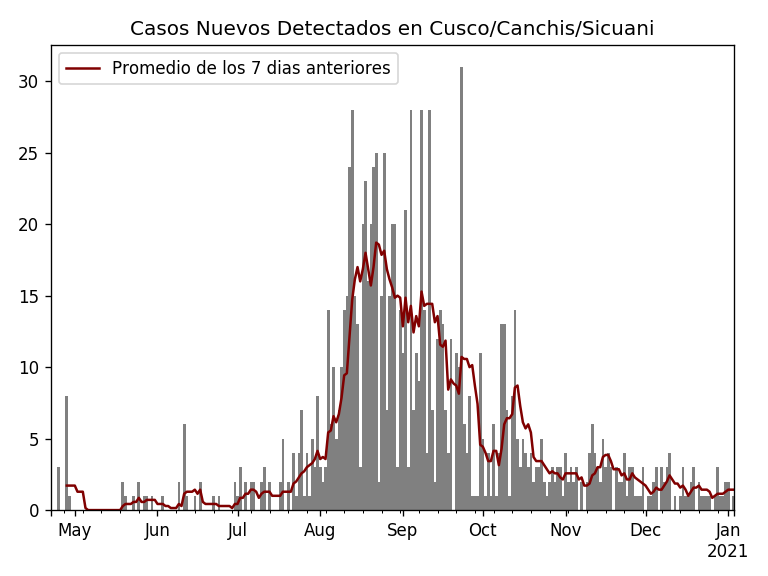 Casos Nuevos Detectados en Cusco/Canchis/Sicuani
Promedio de los 7 dias anteriores
30
25
20
15
10
5
0
May Jun Jul Aug Sep Oct Nov Dec Jan
2021